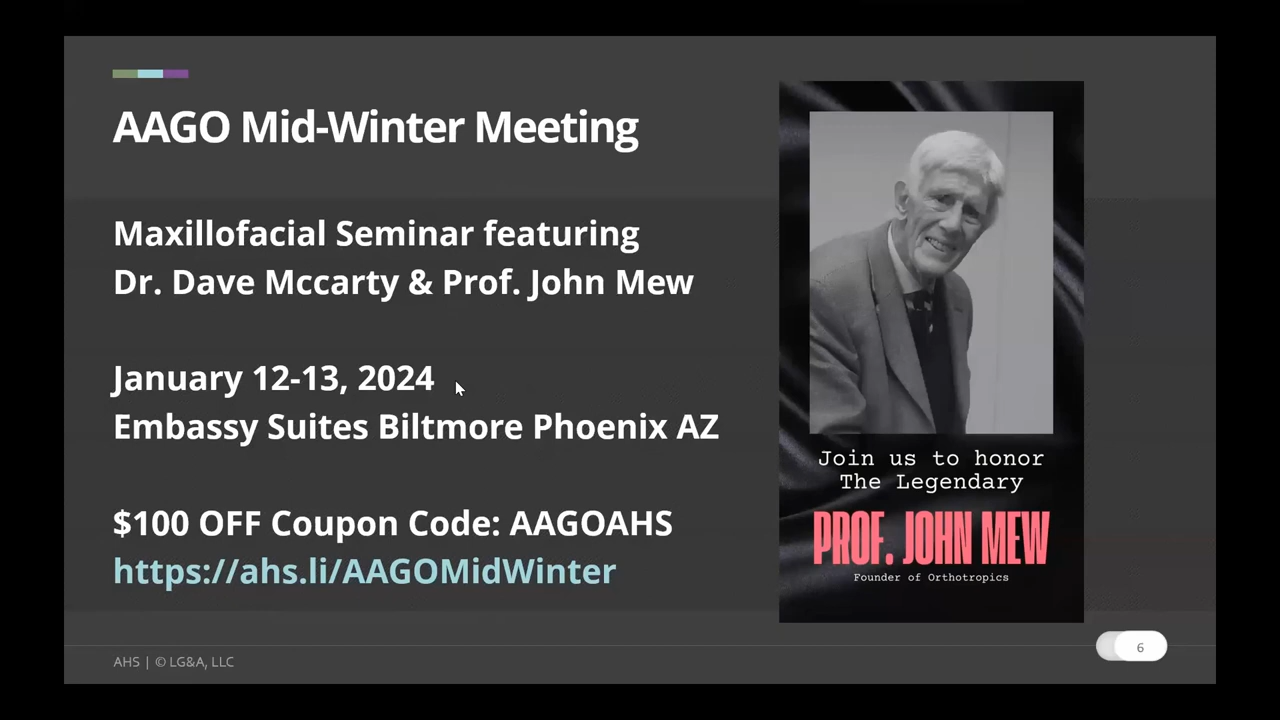 AAGO Mid-Winter Meeting
Maxillofacial Seminar featuring
Dr. Dave Mccarty & Prof. John Mew
January 12-13, 2024
Embassy Suites Biltmore Phoenix AZ
$100 OFF Coupon Code: AAGOAHS
https://ahs.li/AAGOMidWinter
Join us to honor
The Legendary
PROF. JOHN MEW
Founder of Orthotropics
AHS | © LG&A, LLC
6